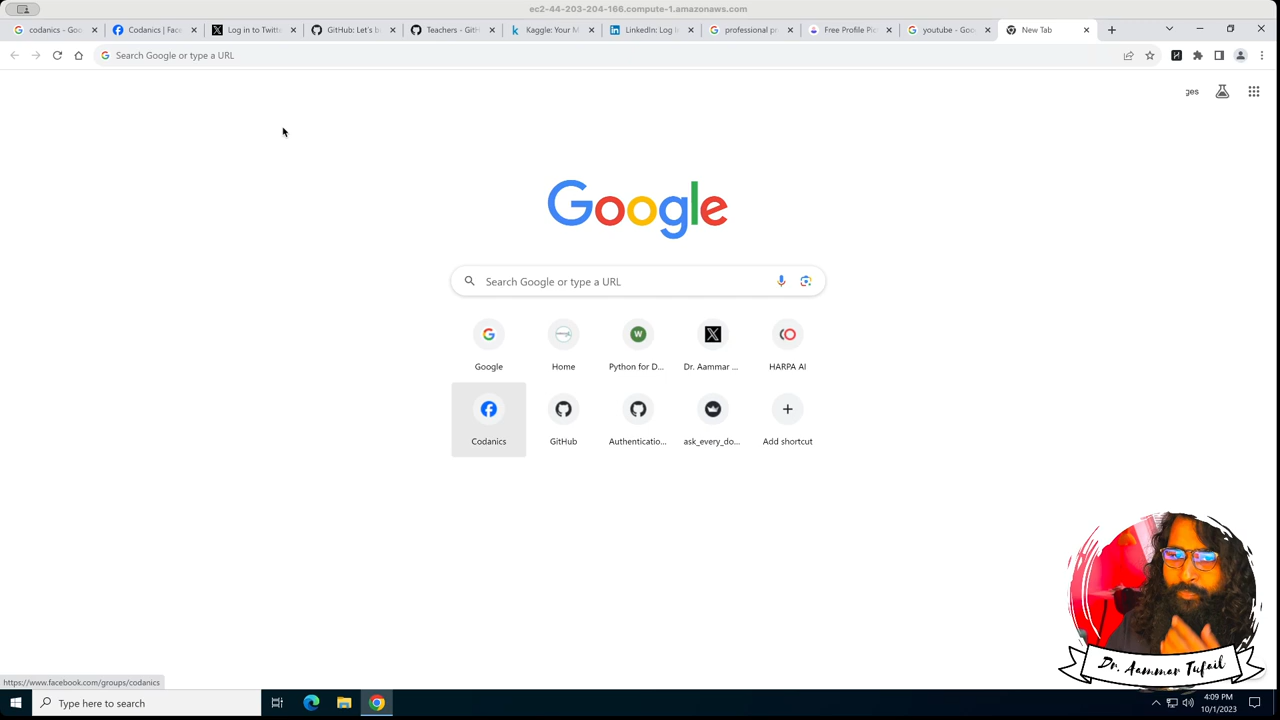 ec2-44-203-204-166.compute-1.amazonaws.com
codanics - Goo
Codanics | Face
Log in to Twitte
GitHub: Let's b
Teachers - GitH
Kaggle: Your M
LinkedIn: Log I
professional pr
Free Profile Pic
youtube - Goo
New Tab
Search Google or type a URL
ges
Google
Search Google or type a URL
Google
Home
Python for D...
Dr. Aammar ...
HARPA AI
Codanics
GitHub
Authenticatio...
ask_every_do...
Add shortcut
Dr. Aammar Tufail
https://www.facebook.com/groups/codanics
Type here to search
4:09 PM
10/1/2023